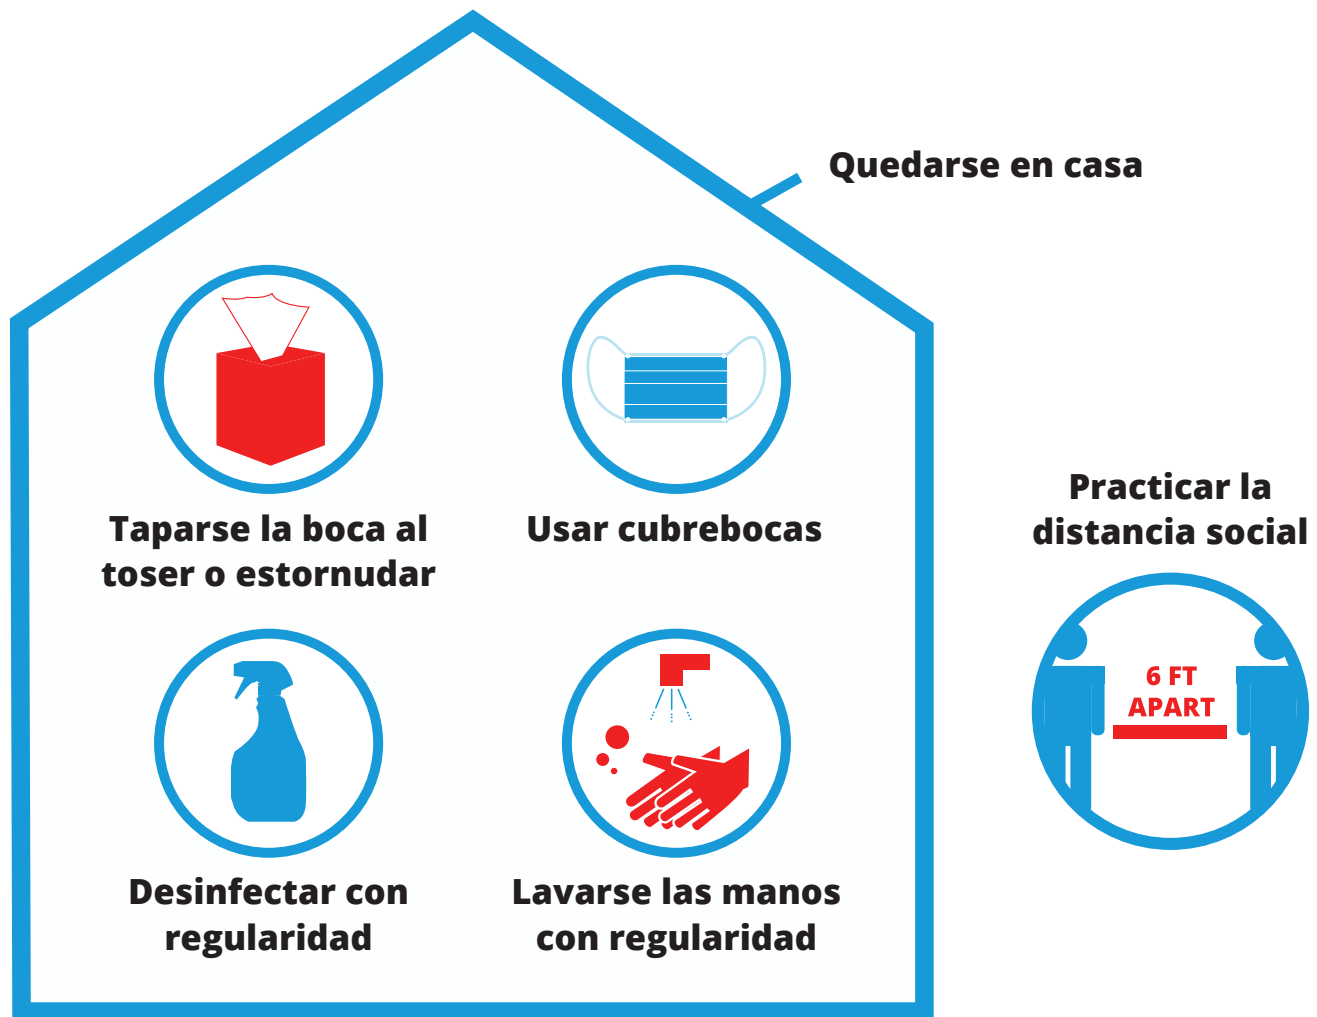 Quedarse en casa
Taparse la boca al
toser o estornudar
Usar cubrebocas
Desinfectar con
regularidad
Lavarse las manos
con regularidad
Practicar la
distancia social
6 FT
APART